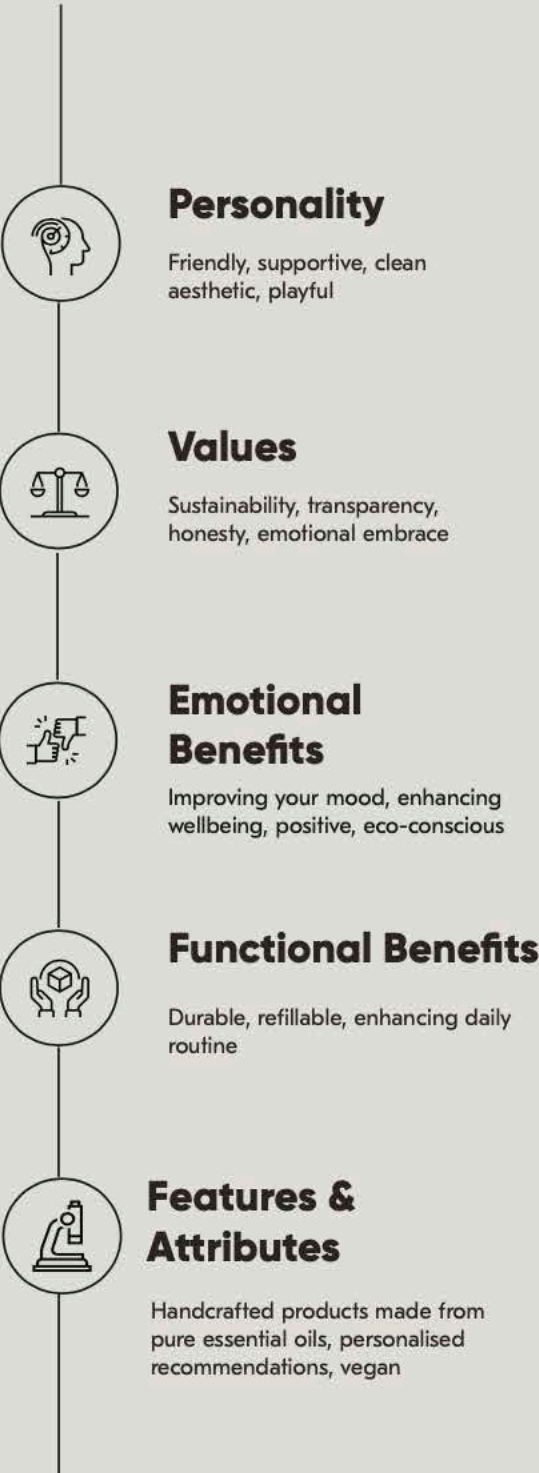 Personality
Friendly, supportive, clean
aesthetic, playful
Values
Sustainability, transparency,
honesty, emotional embrace
Emotional
Benefits
Improving your mood, enhancing
wellbeing, positive, eco-conscious
Functional Benefits
Durable, refillable, enhancing daily
routine
Features &
Attributes
Handcrafted products made from
pure essential oils, personalised
recommendations, vegan